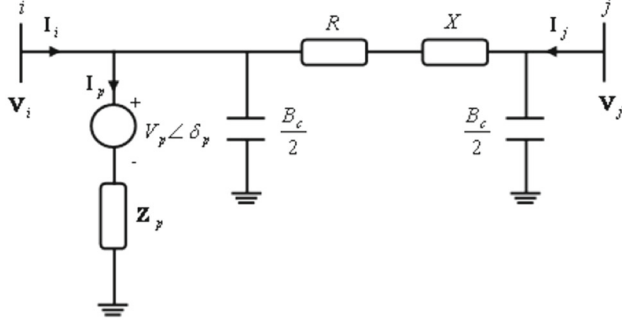 i
j
I_i
R
X
I_j
I_p
V_i
V_j
+
V_p∠δ_p
-
B_c/2
B_c/2
Z_p